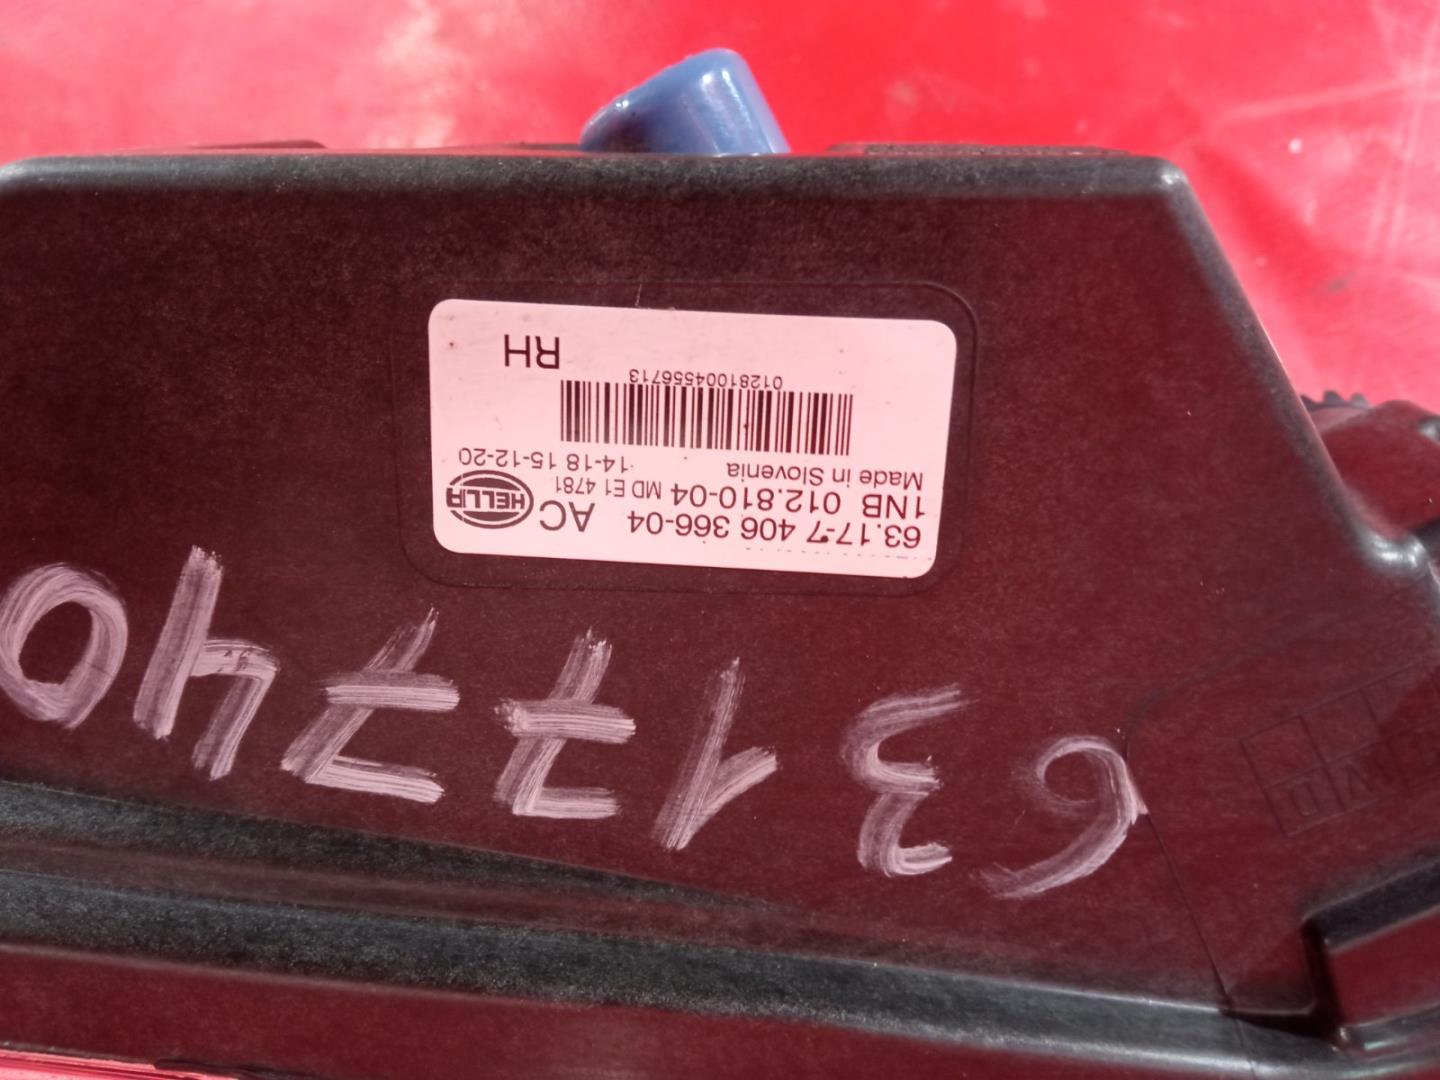 63.17-7 406 366-04 AC
1NB 012.810-04 MD E1 4781 HELLA
Made in Slovenia 14-18 15-12-20
012810004556713
RH
6317740